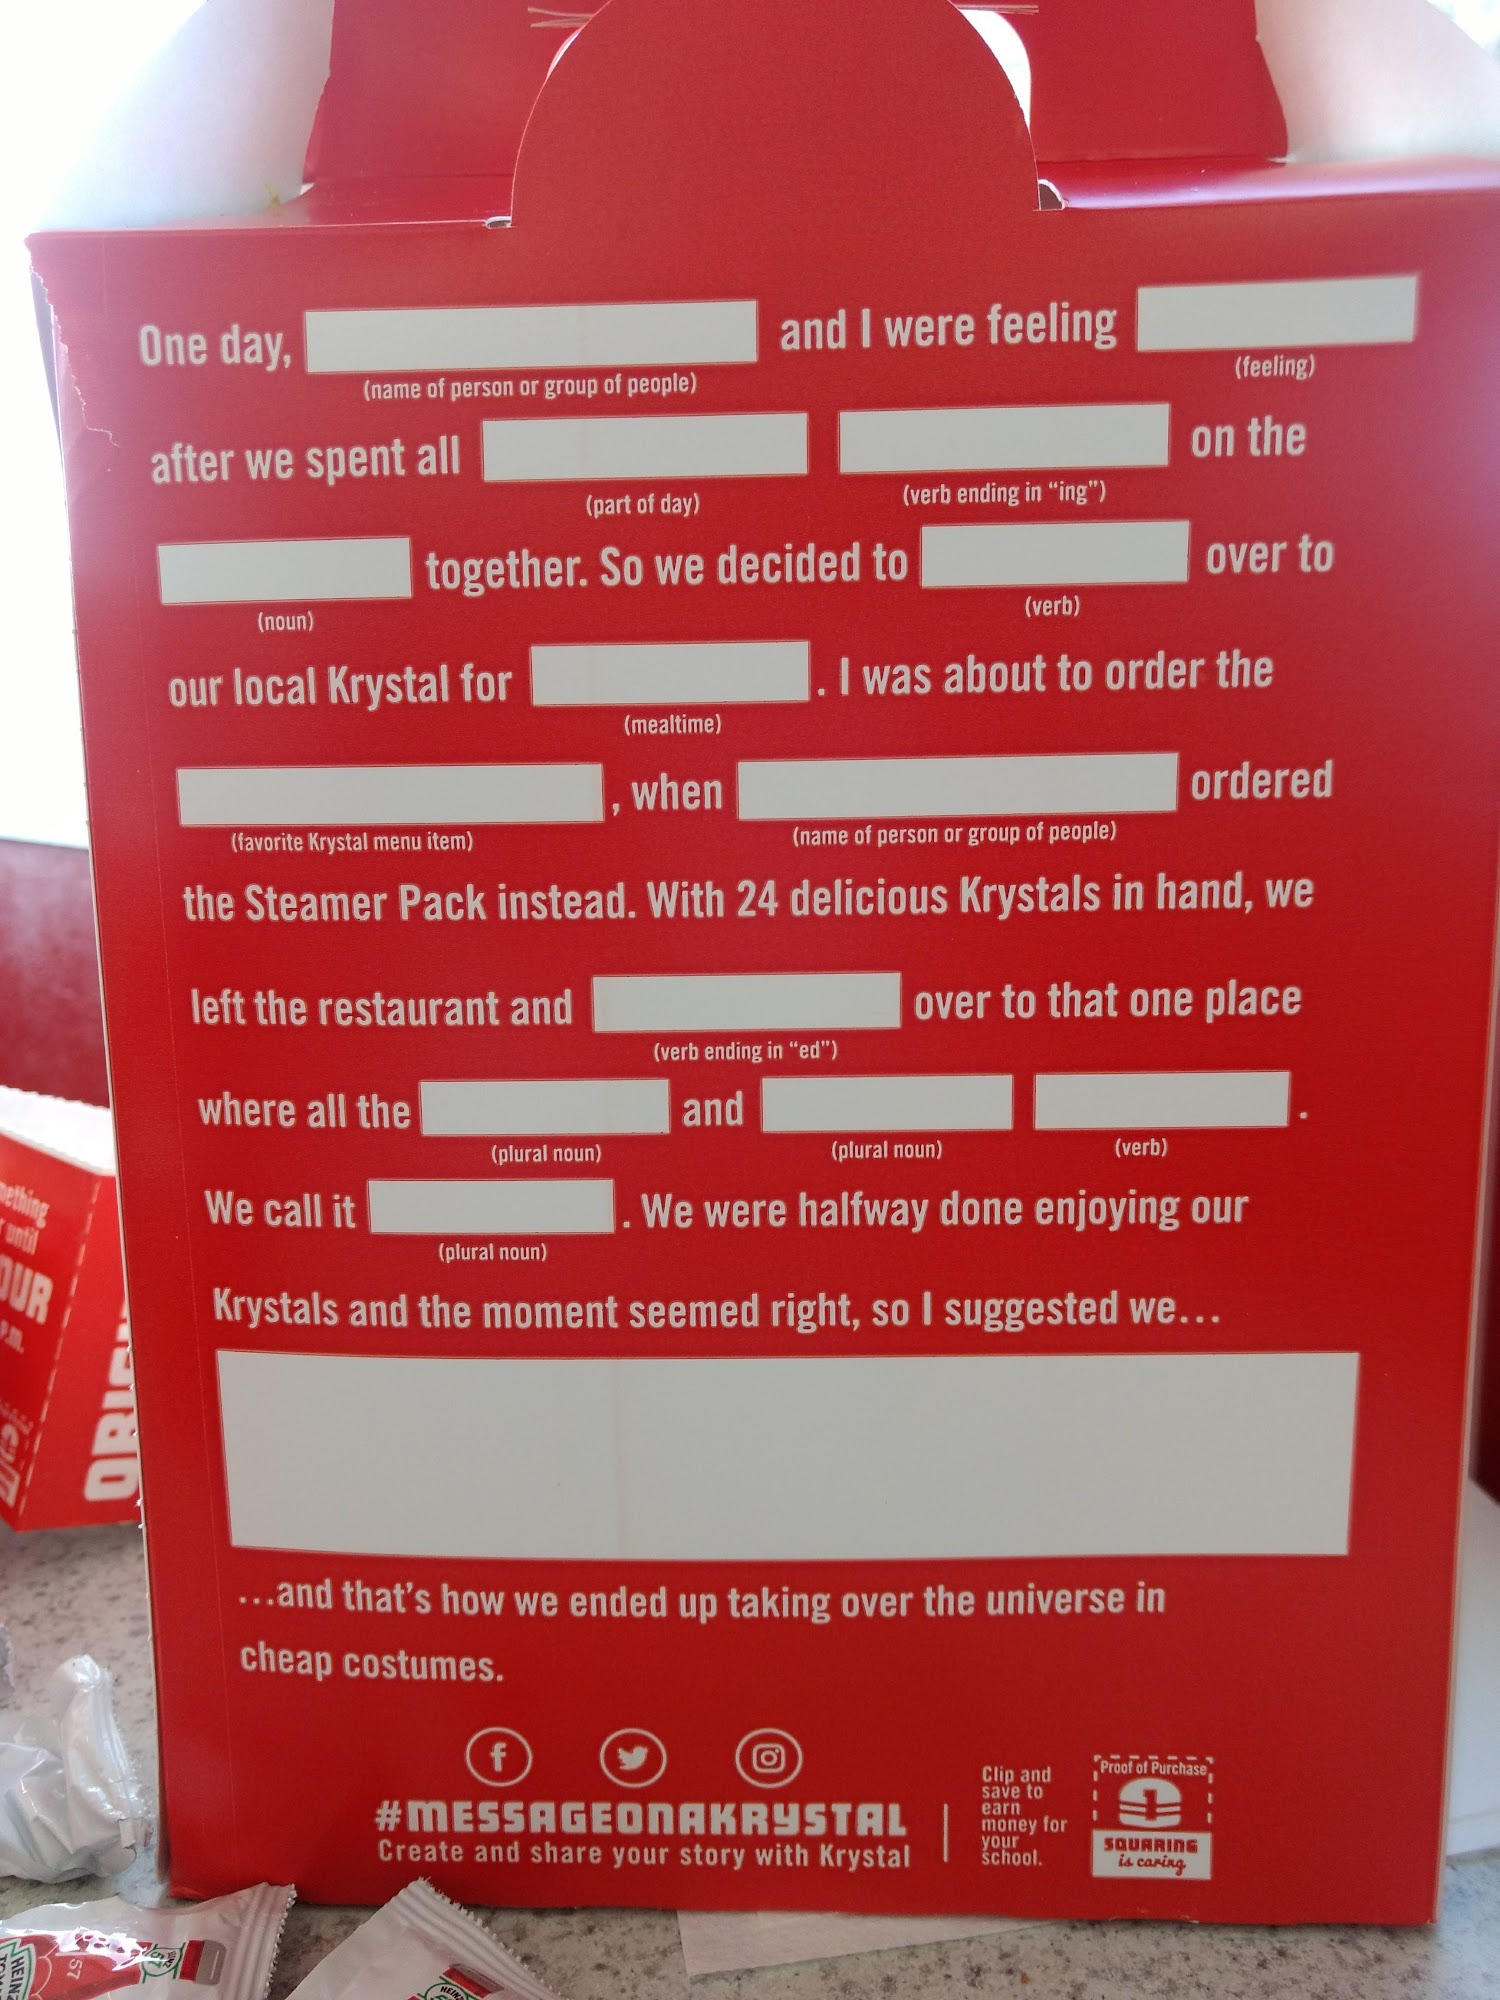 One day, and I were feeling
(name of person or group of people) (feeling)
after we spent all on the
(part of day) (verb ending in "ing")
together. So we decided to over to
(noun) (verb)
our local Krystal for . I was about to order the
(mealtime)
, when ordered
(favorite Krystal menu item) (name of person or group of people)
the Steamer Pack instead. With 24 delicious Krystals in hand, we
left the restaurant and over to that one place
(verb ending in "ed")
where all the and .
(plural noun) (plural noun) (verb)
We call it . We were halfway done enjoying our
(plural noun)
Krystals and the moment seemed right, so I suggested we...
...and that's how we ended up taking over the universe in
cheap costumes.
#MESSAGEONAKRYSTAL
Create and share your story with Krystal
Clip and
save to
earn
money for
your
school.
Proof of Purchase
SQUARING
is caring
until
OUR
P.M.
57
HEINZ
57
HEINZ